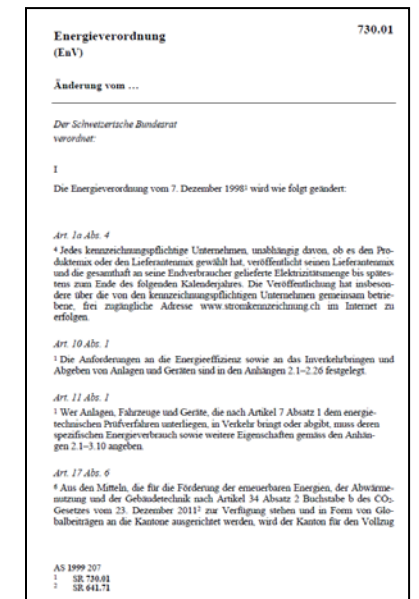 Energieverordnung 730.01
(EnV)
Änderung vom …
Der Schweizerische Bundesrat
verordnet:
I
Die Energieverordnung vom 7. Dezember 1998¹ wird wie folgt geändert:
Art. 1a Abs. 4
⁴ Jedes kennzeichnungspflichtige Unternehmen, unabhängig davon, ob es den Pro-
duktemix oder den Lieferantenmix gewählt hat, veröffentlicht seinen Lieferantenmix
und die gesamthaft an seine Endverbraucher gelieferte Elektrizitätsmenge bis spätes-
tens zum Ende des folgenden Kalenderjahres. Die Veröffentlichung hat insbeson-
dere über die von den kennzeichnungspflichtigen Unternehmen gemeinsam betrie-
bene, frei zugängliche Adresse www.stromkennzeichnung.ch im Internet zu
erfolgen.
Art. 10 Abs. 1
¹ Die Anforderungen an die Energieeffizienz sowie an das Inverkehrbringen und
Abgeben von Anlagen und Geräten sind in den Anhängen 2.1–2.26 festgelegt.
Art. 11 Abs. 1
¹ Wer Anlagen, Fahrzeuge und Geräte, die nach Artikel 7 Absatz 1 dem energie-
technischen Prüfverfahren unterliegen, in Verkehr bringt oder abgibt, muss deren
spezifischen Energieverbrauch sowie weitere Eigenschaften gemäss den Anhän-
gen 2.1–3.10 angeben.
Art. 17 Abs. 6
⁶ Aus den Mitteln, die für die Förderung der erneuerbaren Energien, der Abwärme-
nutzung und der Gebäudetechnik nach Artikel 34 Absatz 2 Buchstabe b des CO₂-
Gesetzes vom 23. Dezember 2011² zur Verfügung stehen und in Form von Glo-
balbeiträgen an die Kantone ausgerichtet werden, wird der Kanton für den Vollzug
AS 1999 207
¹ SR 730.01
² SR 641.71